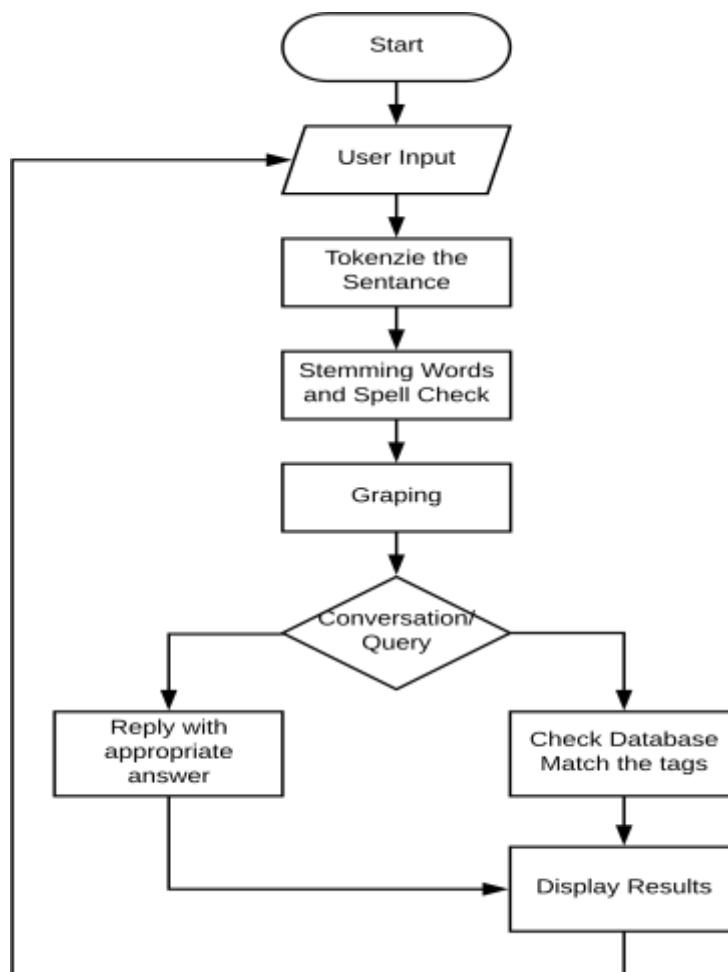 Start
User Input
Tokenzie the
Sentance
Stemming Words
and Spell Check
Graping
Conversation/
Query
Reply with
appropriate
answer
Check Database
Match the tags
Display Results